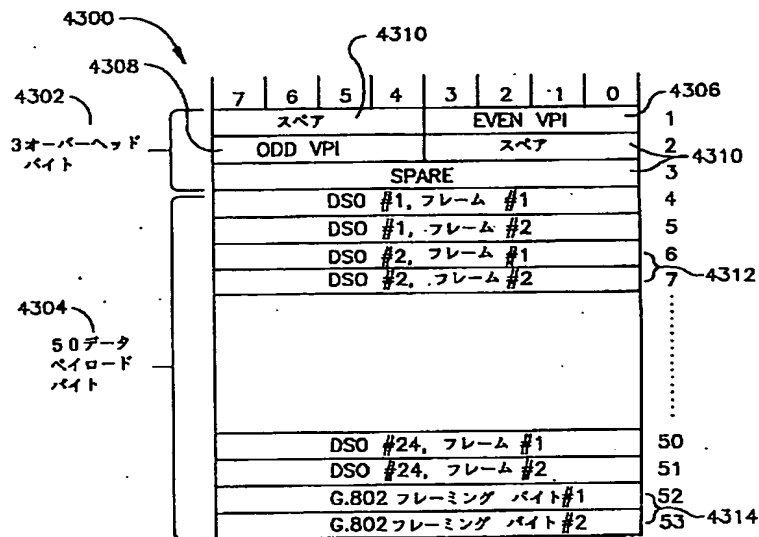 4300
4310
4308
4306
4302
7 6 5 4 3 2 1 0
スペア EVEN VPI 1
3オーバーヘッド
バイト
ODD VPI スペア 2
4310
SPARE 3
DSO #1, フレーム #1 4
DSO #1, フレーム #2 5
DSO #2, フレーム #1 6
DSO #2, フレーム #2 7
4312
4304
50データ
ペイロード
バイト
DSO #24, フレーム #1 50
DSO #24, フレーム #2 51
G.802 フレーミング バイト#1 52
G.802 フレーミング バイト#2 53
4314